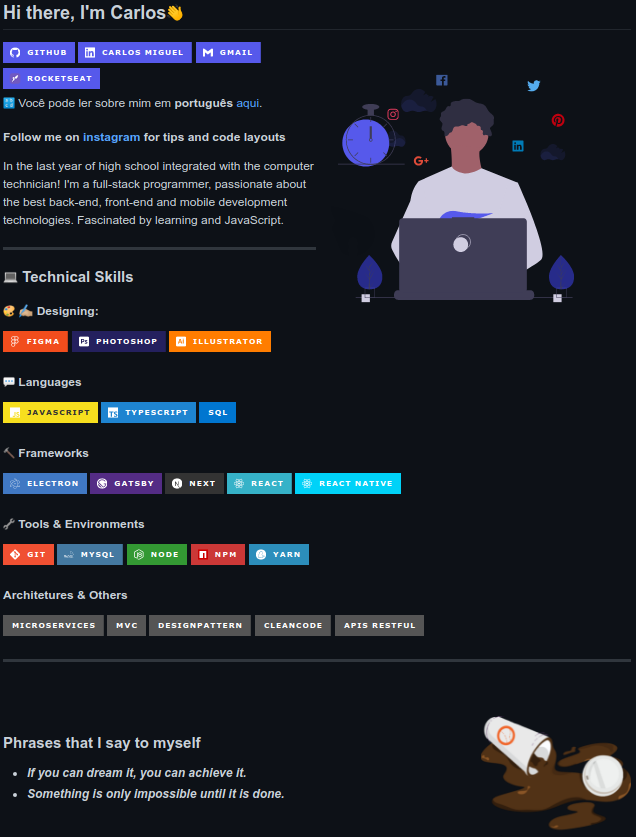 Hi there, I'm Carlos👋
GITHUB CARLOS MIGUEL GMAIL
ROCKETSEAT
Você pode ler sobre mim em português aqui.
Follow me on instagram for tips and code layouts
In the last year of high school integrated with the computer
technician! I'm a full-stack programmer, passionate about
the best back-end, front-end and mobile development
technologies. Fascinated by learning and JavaScript.
💻 Technical Skills
🎨✍🏼 Designing:
FIGMA PHOTOSHOP ILLUSTRATOR
💬 Languages
JAVASCRIPT TYPESCRIPT SQL
🔨 Frameworks
ELECTRON GATSBY NEXT REACT REACT NATIVE
🔧 Tools & Environments
GIT MYSQL NODE NPM YARN
Architetures & Others
MICROSERVICES MVC DESIGNPATTERN CLEANCODE APIS RESTFUL
Phrases that I say to myself
• If you can dream it, you can achieve it.
• Something is only impossible until it is done.